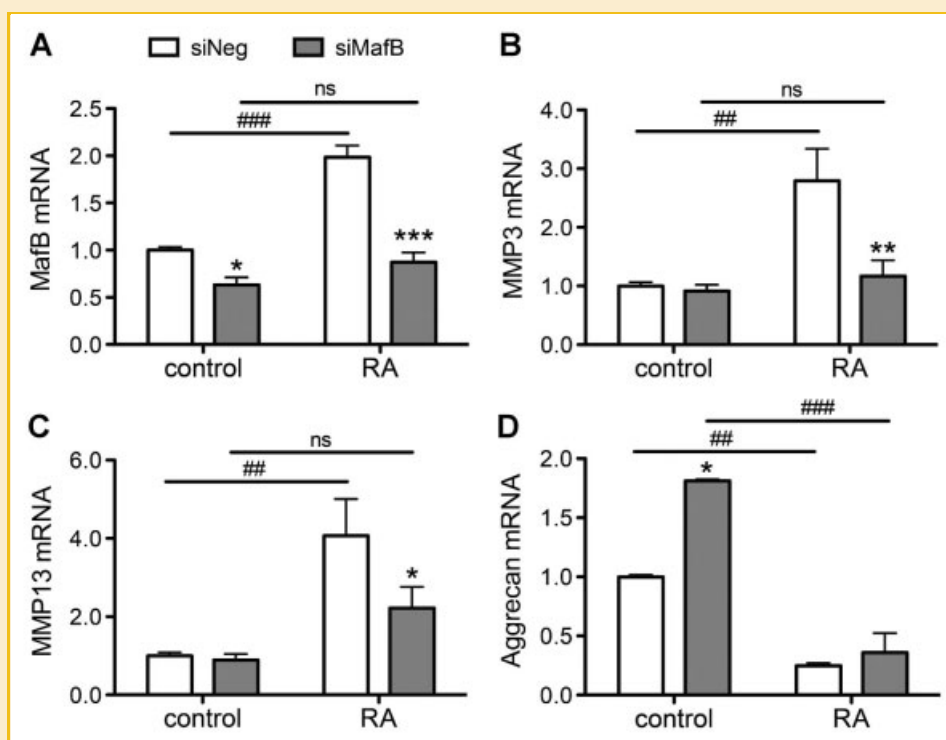 A
siNeg
siMafB
ns
###
MafB mRNA
2.5
2.0
1.5
1.0
0.5
0.0
*
***
control
RA
B
ns
##
MMP3 mRNA
4.0
3.0
2.0
1.0
0.0
**
control
RA
C
ns
##
MMP13 mRNA
6.0
4.0
2.0
0.0
*
control
RA
D
###
##
Aggrecan mRNA
2.0
1.5
1.0
0.5
0.0
*
control
RA